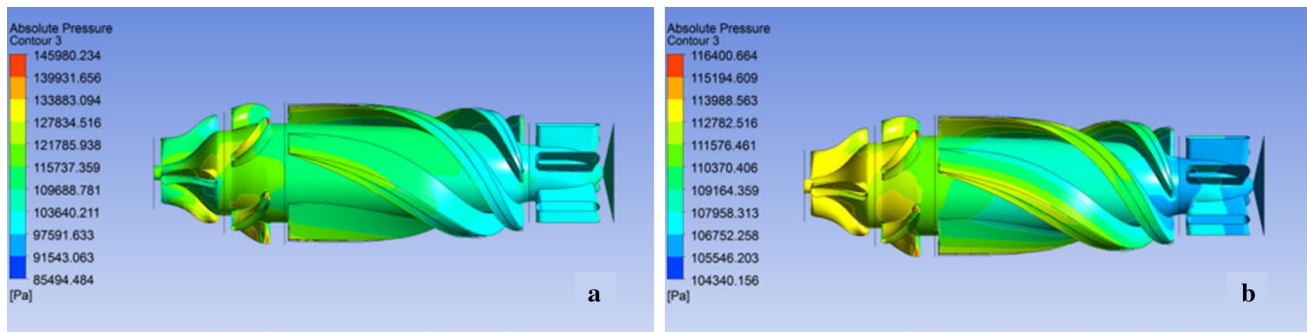 Absolute Pressure
Contour 3
145980.234
139931.656
133883.094
127834.516
121785.938
115737.359
109688.781
103640.211
97591.633
91543.063
85494.484
[Pa]
a
Absolute Pressure
Contour 3
116400.664
115194.609
113988.563
112782.516
111576.461
110370.406
109164.359
107958.313
106752.258
105546.203
104340.156
[Pa]
b